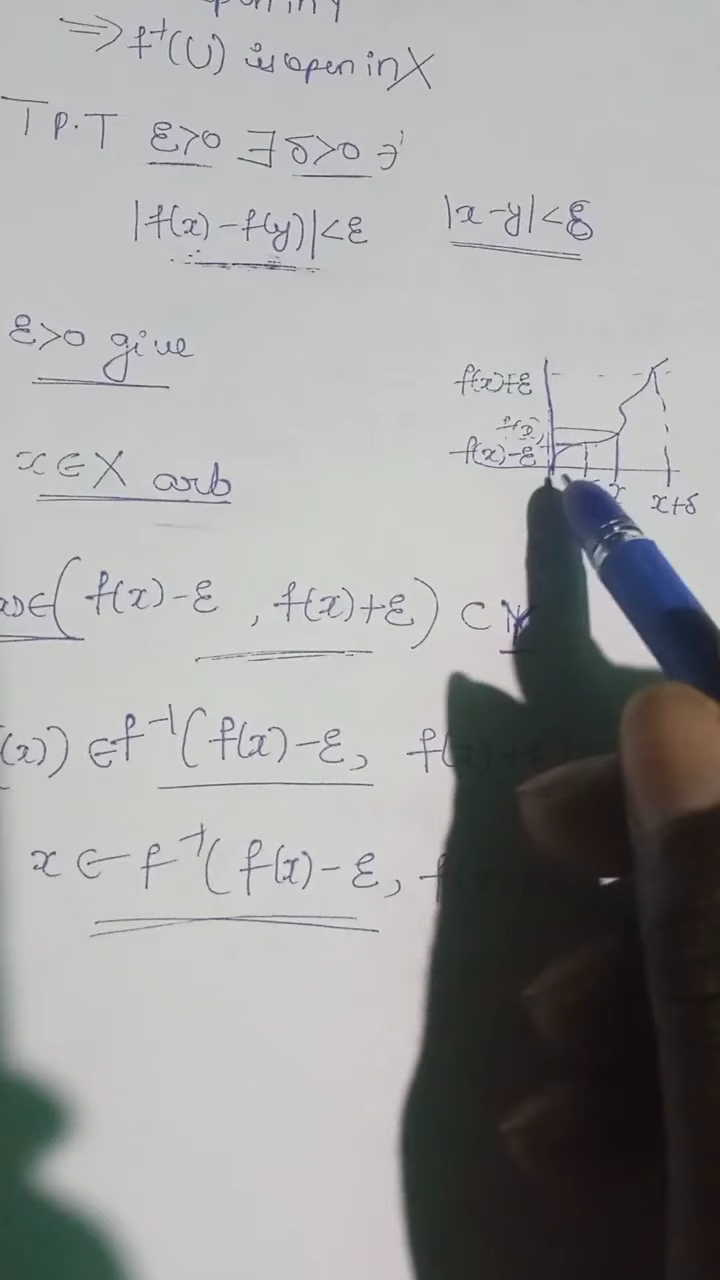 ⇒ f⁻¹(U) is open in X
T P.T ε>0 ∃ δ>0 ∋
|f(x)-f(y)|<ε |x-y|<ε
ε>0 give
x∈X arb
f(x)+ε
f(x)
f(x)-ε
x x+δ
∈(f(x)-ε, f(x)+ε) ⊂ Y
(x)) ∈ f⁻¹(f(x)-ε,
x ∈ f⁻¹(f(x)-ε,